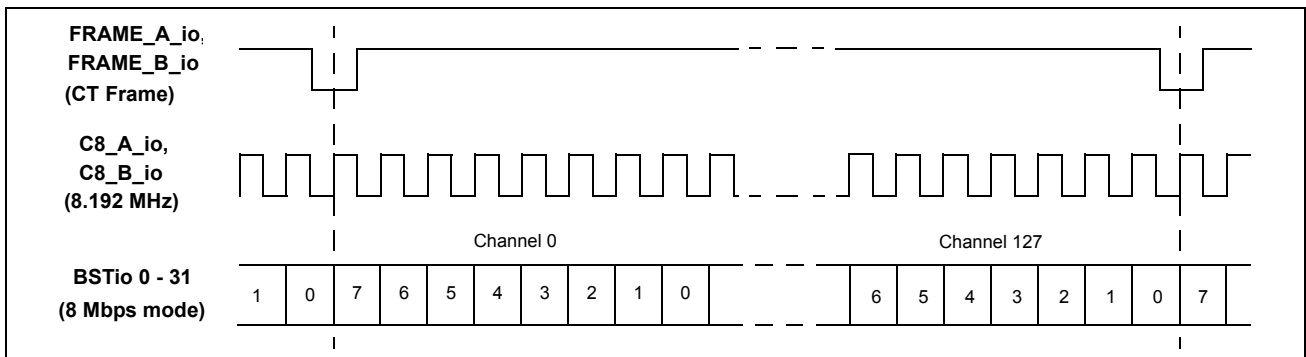 FRAME_A_io,
FRAME_B_io
(CT Frame)
C8_A_io,
C8_B_io
(8.192 MHz)
Channel 0
Channel 127
BSTio 0 - 31
(8 Mbps mode)
1 0 7 6 5 4 3 2 1 0 6 5 4 3 2 1 0 7